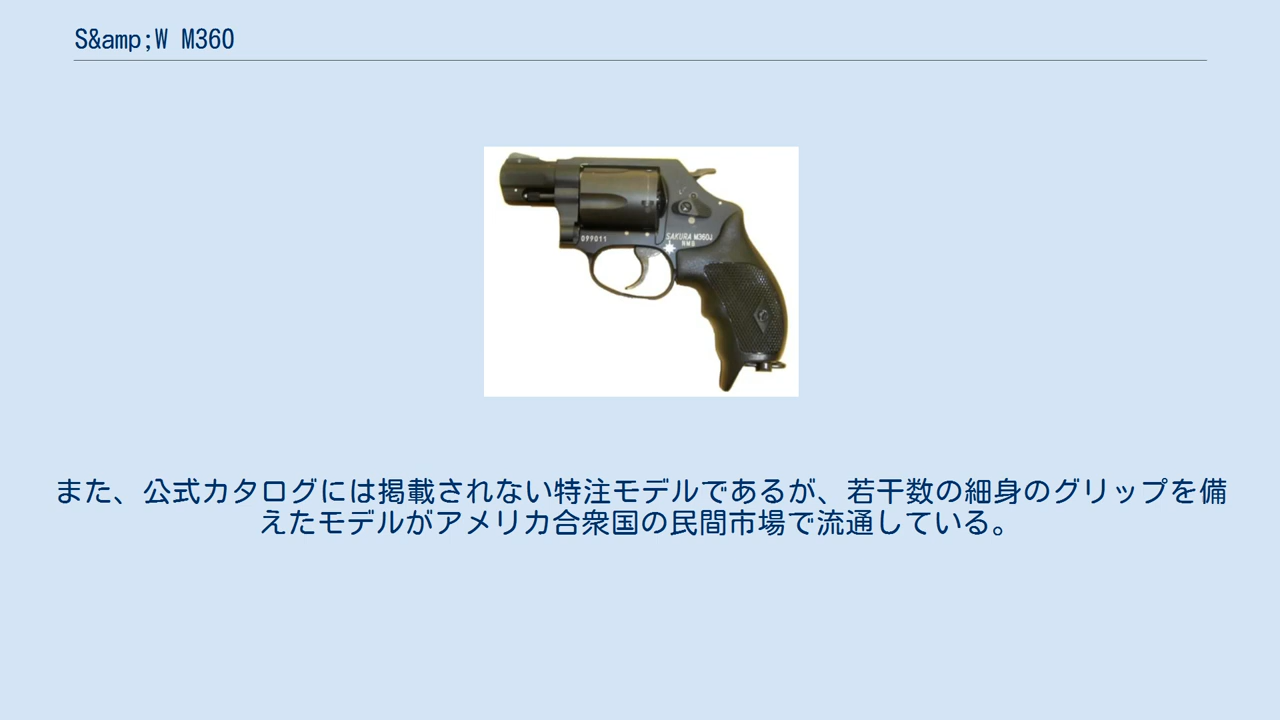 S&amp;W M360
099011
SAKURA M360J
また、公式カタログには掲載されない特注モデルであるが、若干数の細身のグリップを備
えたモデルがアメリカ合衆国の民間市場で流通している。